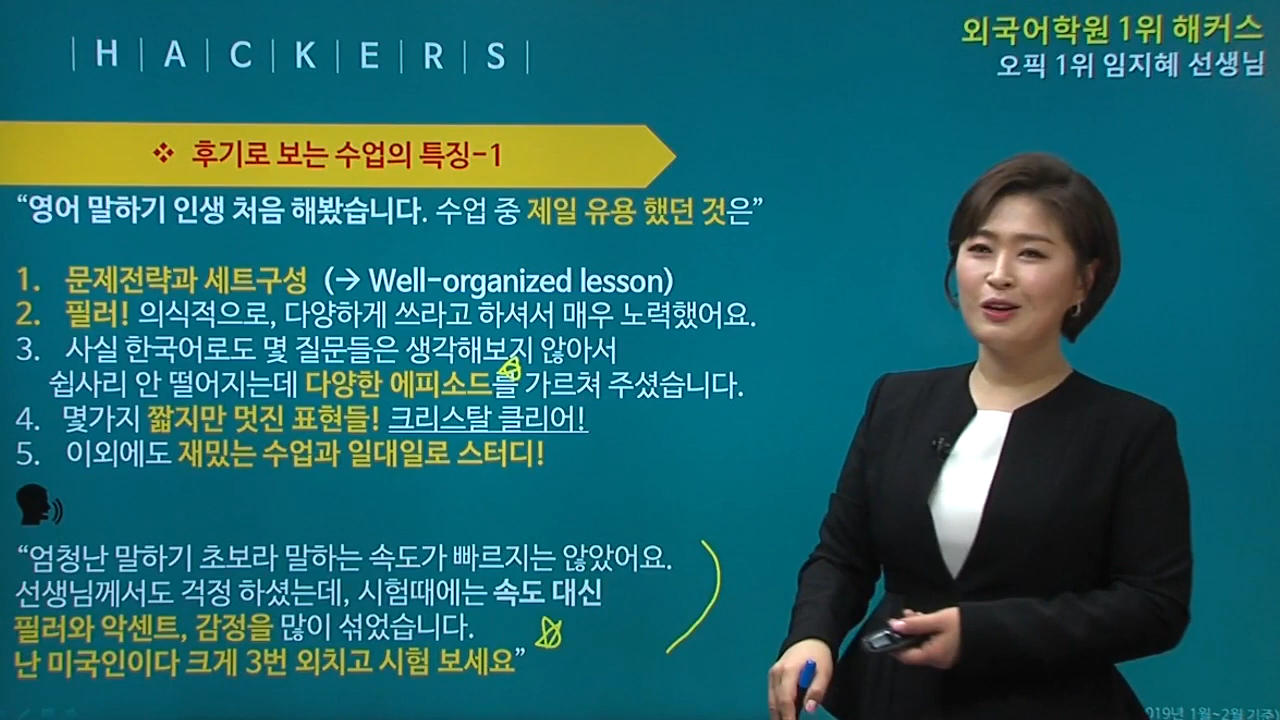 HACKERS
외국어학원 1위 해커스
오픽 1위 임지혜 선생님
❖ 후기로 보는 수업의 특징-1
“영어 말하기 인생 처음 해봤습니다. 수업 중 제일 유용 했던 것은”
1. 문제전략과 세트구성 (→ Well-organized lesson)
2. 필러! 의식적으로, 다양하게 쓰라고 하셔서 매우 노력했어요.
3. 사실 한국어로도 몇 질문들은 생각해보지 않아서
쉽사리 안 떨어지는데 다양한 에피소드를 가르쳐 주셨습니다.
4. 몇가지 짧지만 멋진 표현들! 크리스탈 클리어!
5. 이외에도 재밌는 수업과 일대일로 스터디!
“엄청난 말하기 초보라 말하는 속도가 빠르지는 않았어요.
선생님께서도 걱정 하셨는데, 시험때에는 속도 대신
필러와 악센트, 감정을 많이 섞었습니다.
난 미국인이다 크게 3번 외치고 시험 보세요”
019년 1월~2월 기준)